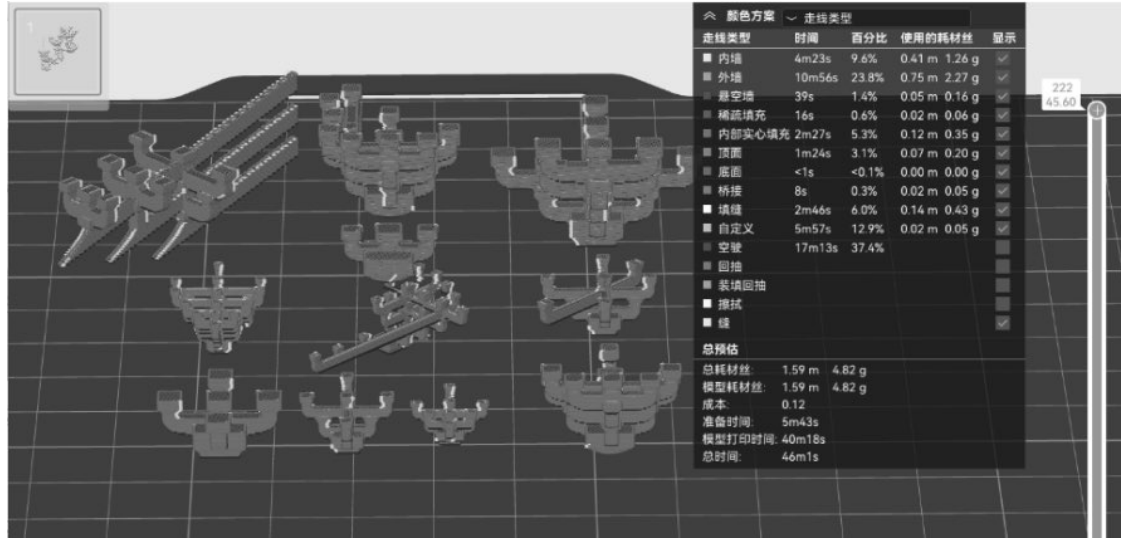 颜色方案 走线类型
走线类型 时间 百分比 使用的耗材丝 显示
内墙 4m23s 9.6% 0.41 m 1.26 g
外墙 10m56s 23.8% 0.75 m 2.27 g
悬空墙 39s 1.4% 0.05 m 0.16 g
稀疏填充 16s 0.6% 0.02 m 0.06 g
内部实心填充 2m27s 5.3% 0.12 m 0.35 g
顶面 1m24s 3.1% 0.07 m 0.20 g
底面 <1s <0.1% 0.00 m 0.00 g
桥接 8s 0.3% 0.02 m 0.05 g
填缝 2m46s 6.0% 0.14 m 0.43 g
自定义 5m57s 12.9% 0.02 m 0.05 g
空驶 17m13s 37.4%
回抽
装填回抽
擦拭
缝
总预估
总耗材丝: 1.59 m 4.82 g
模型耗材丝: 1.59 m 4.82 g
成本: 0.12
准备时间: 5m43s
模型打印时间: 40m18s
总时间: 46m1s
222
45.60
1